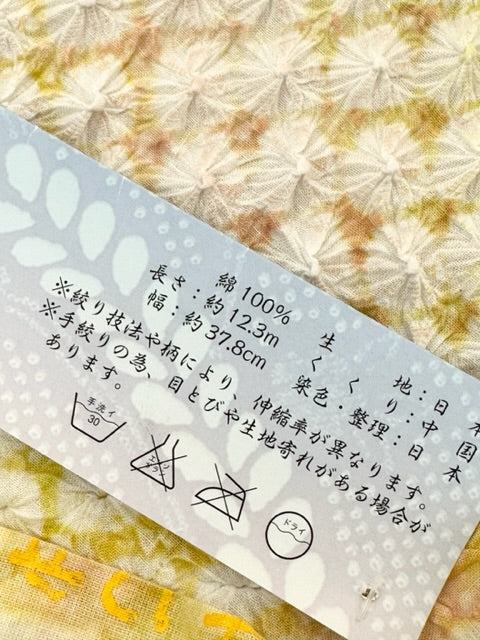 綿100%
長さ：約12.3m
幅：約37.8cm
生地：日本
くくり：中国
染色・整理：日本
※絞り技法や柄により、伸縮率が異なります。
※手絞りの為、目とびや生地寄れがある場合が
あります。
手洗イ
30
ドライ